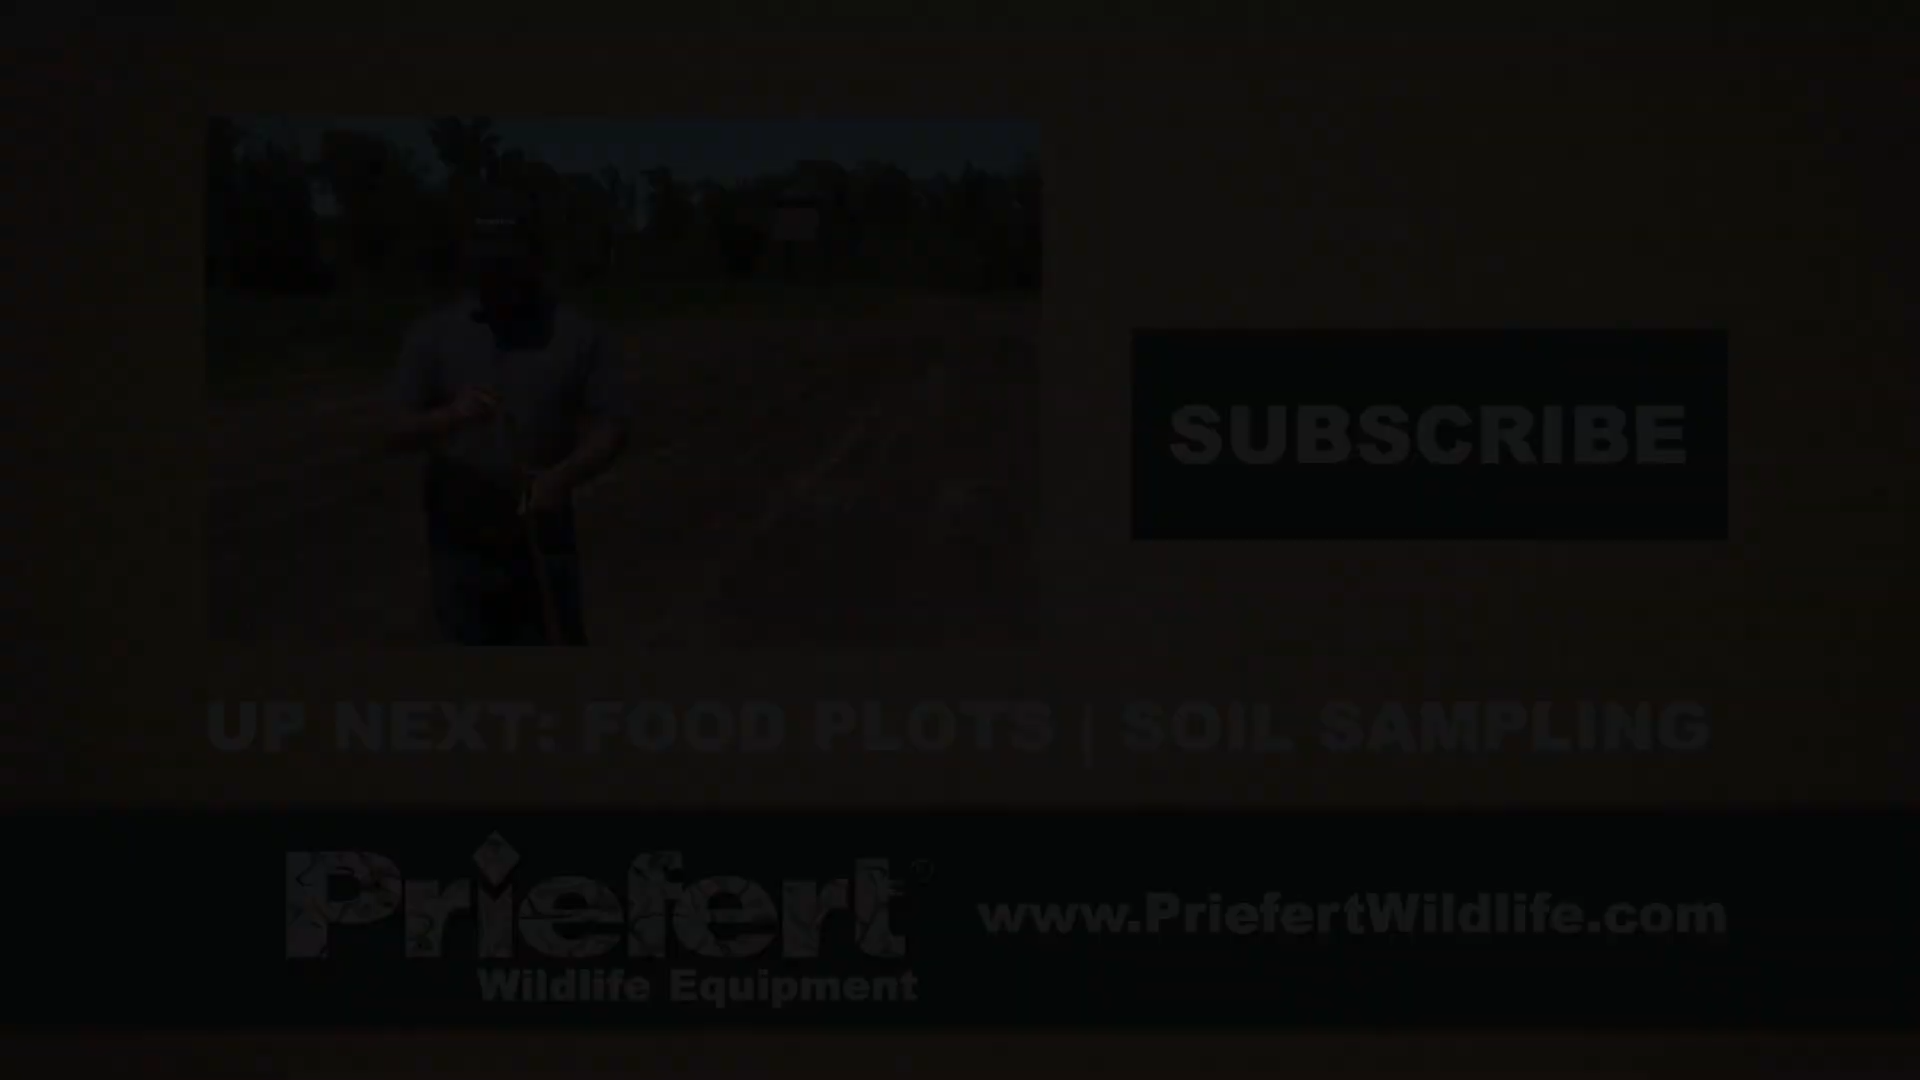 SUBSCRIBE
UP NEXT: FOOD PLOTS | SOIL SAMPLING
Priefert®
Wildlife Equipment
www.PriefertWildlife.com